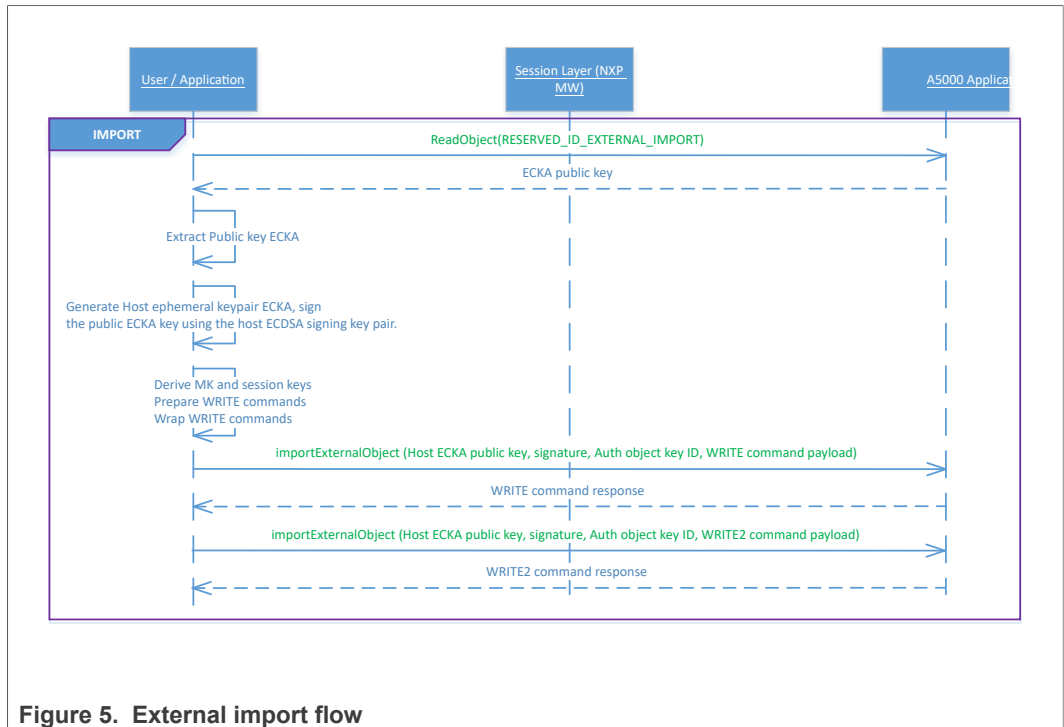 User / Application
Session Layer (NXP
MW)
A5000 Applicat
IMPORT
ReadObject(RESERVED_ID_EXTERNAL_IMPORT)
ECKA public key
Extract Public key ECKA
Generate Host ephemeral keypair ECKA, sign
the public ECKA key using the host ECDSA signing key pair.
Derive MK and session keys
Prepare WRITE commands
Wrap WRITE commands
importExternalObject (Host ECKA public key, signature, Auth object key ID, WRITE command payload)
WRITE command response
importExternalObject (Host ECKA public key, signature, Auth object key ID, WRITE2 command payload)
WRITE2 command response
Figure 5. External import flow